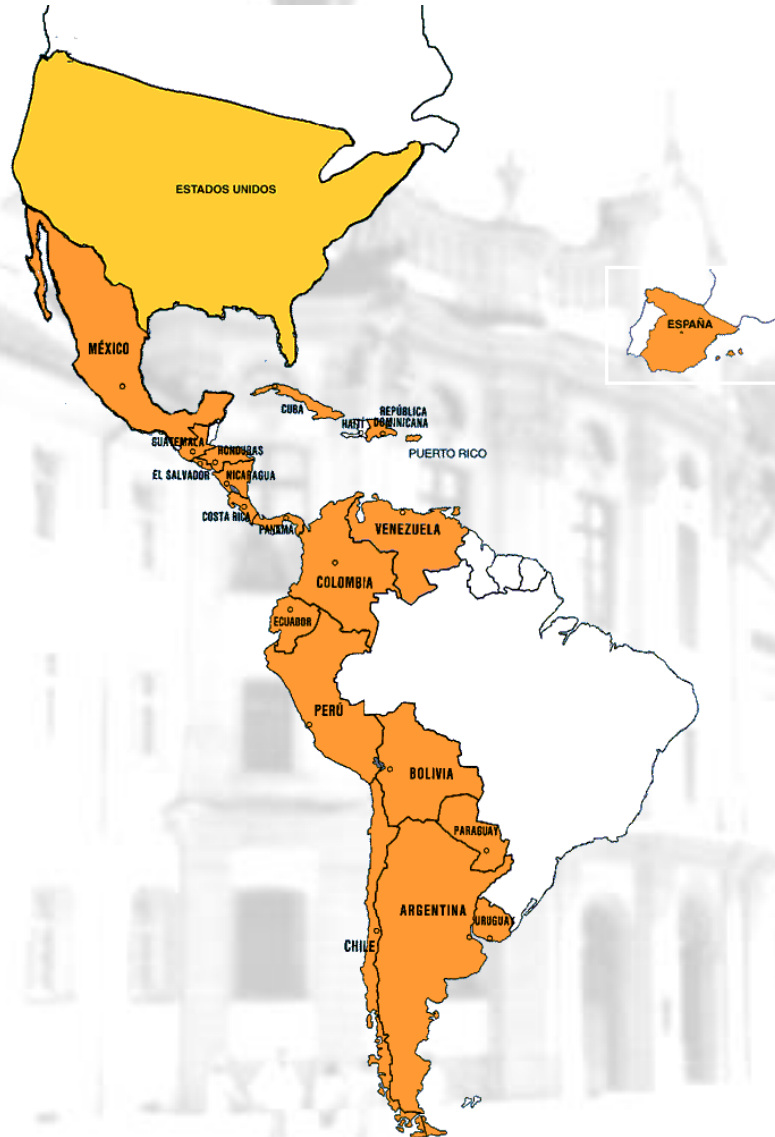 ESTADOS UNIDOS
ESPAÑA
MÉXICO
CUBA
HAITÍ
REPÚBLICA
DOMINICANA
PUERTO RICO
GUATEMALA
HONDURAS
EL SALVADOR
NICARAGUA
COSTA RICA
PANAMÁ
VENEZUELA
COLOMBIA
ECUADOR
PERÚ
BOLIVIA
PARAGUAY
ARGENTINA
URUGUAY
CHILE